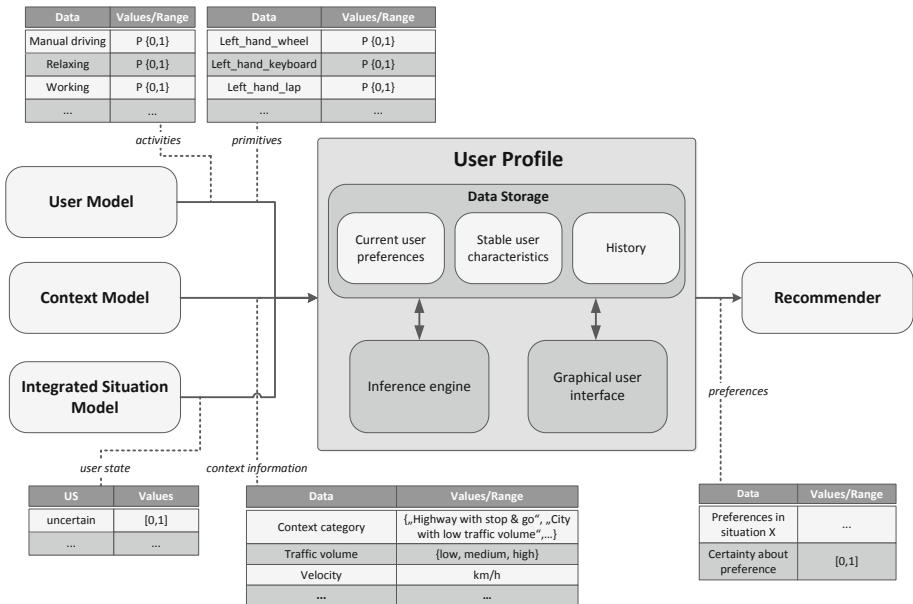 Data Values/Range
Manual driving P {0,1}
Relaxing P {0,1}
Working P {0,1}
... ...
Data Values/Range
Left_hand_wheel P {0,1}
Left_hand_keyboard P {0,1}
Left_hand_lap P {0,1}
... ...
activities
primitives
User Model
Context Model
Integrated Situation
Model
User Profile
Data Storage
Current user
preferences
Stable user
characteristics
History
Inference engine
Graphical user
interface
Recommender
preferences
user state
context information
US Values
uncertain [0,1]
... ...
Data Values/Range
Context category {„Highway with stop & go“, „City
with low traffic volume“,…}
Traffic volume {low, medium, high}
Velocity km/h
... ...
Data Values/Range
Preferences in
situation X ...
Certainty about
preference [0,1]